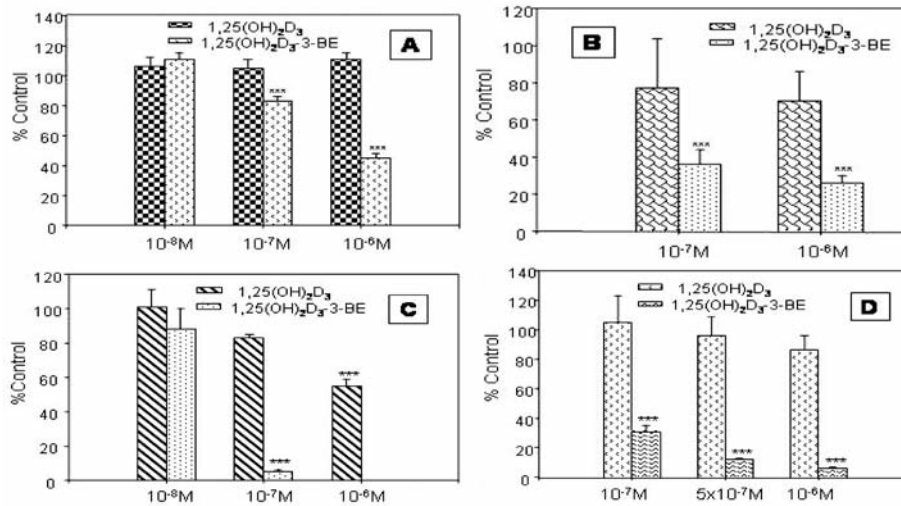 140
120
100
80
60
40
20
0
% Control
1,25(OH)₂D₃
1,25(OH)₂D₃-3-BE
A
***
***
10⁻⁸M
10⁻⁷M
10⁻⁶M
120
80
60
40
20
0
% Control
1,25(OH)₂D₃
1,25(OH)₂D₃-3-BE
B
***
***
10⁻⁷M
10⁻⁶M
100
80
60
40
20
0
%Control
1,25(OH)₂D₃
1,25(OH)₂D₃-3-BE
C
***
***
10⁻⁸M
10⁻⁷M
10⁻⁶M
140
120
100
80
60
40
20
0
% Control
1,25(OH)₂D₃
1,25(OH)₂D₃-3-BE
D
***
***
***
10⁻⁷M
5x10⁻⁷M
10⁻⁶M